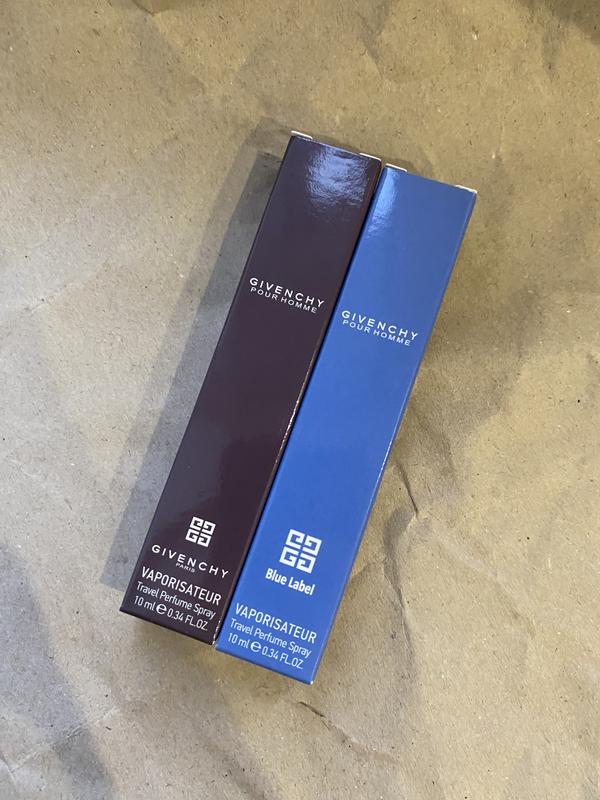 GIVENCHY
POUR HOMME
GIVENCHY
PARIS
VAPORISATEUR
Travel Perfume Spray
10 ml ℮ 0.34 FL.OZ.
GIVENCHY
POUR HOMME
Blue Label
VAPORISATEUR
Travel Perfume Spray
10 ml ℮ 0.34 FL.OZ.